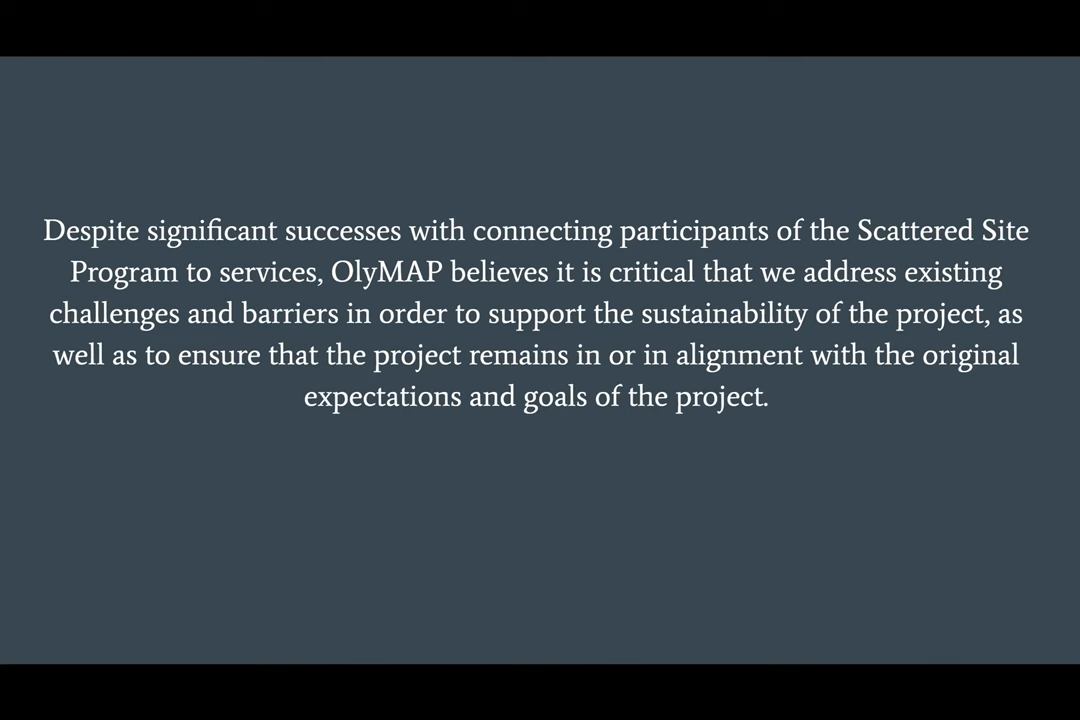 Despite significant successes with connecting participants of the Scattered Site
Program to services, OlyMAP believes it is critical that we address existing
challenges and barriers in order to support the sustainability of the project, as
well as to ensure that the project remains in or in alignment with the original
expectations and goals of the project.